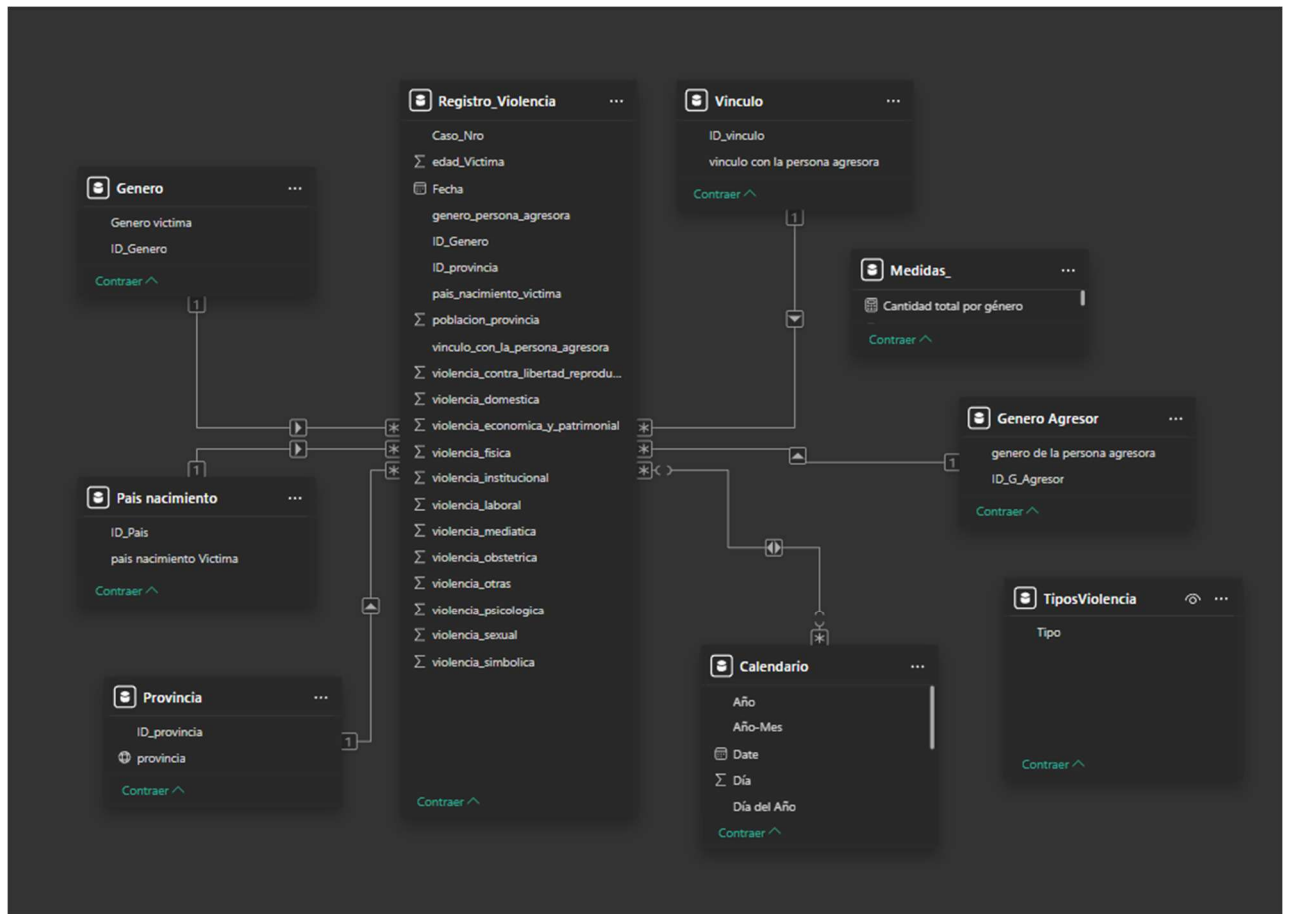 Registro_Violencia
Caso_Nro
edad_Victima
Fecha
genero_persona_agresora
ID_Genero
ID_provincia
pais_nacimiento_victima
poblacion_provincia
vinculo_con_la_persona_agresora
violencia_contra_libertad_reprodu...
violencia_domestica
violencia_economica_y_patrimonial
violencia_fisica
violencia_institucional
violencia_laboral
violencia_mediatica
violencia_obstetrica
violencia_otras
violencia_psicologica
violencia_sexual
violencia_simbolica
Contraer
Vinculo
ID_vinculo
vinculo con la persona agresora
Contraer
Genero
Genero victima
ID_Genero
Contraer
Medidas_
Cantidad total por género
Contraer
Genero Agresor
genero de la persona agresora
ID_G_Agresor
Contraer
Pais nacimiento
ID_Pais
pais nacimiento Victima
Contraer
TiposViolencia
Tipo
Contraer
Provincia
ID_provincia
provincia
Contraer
Calendario
Año
Año-Mes
Date
Día
Día del Año
Contraer
1
1
1
1
1